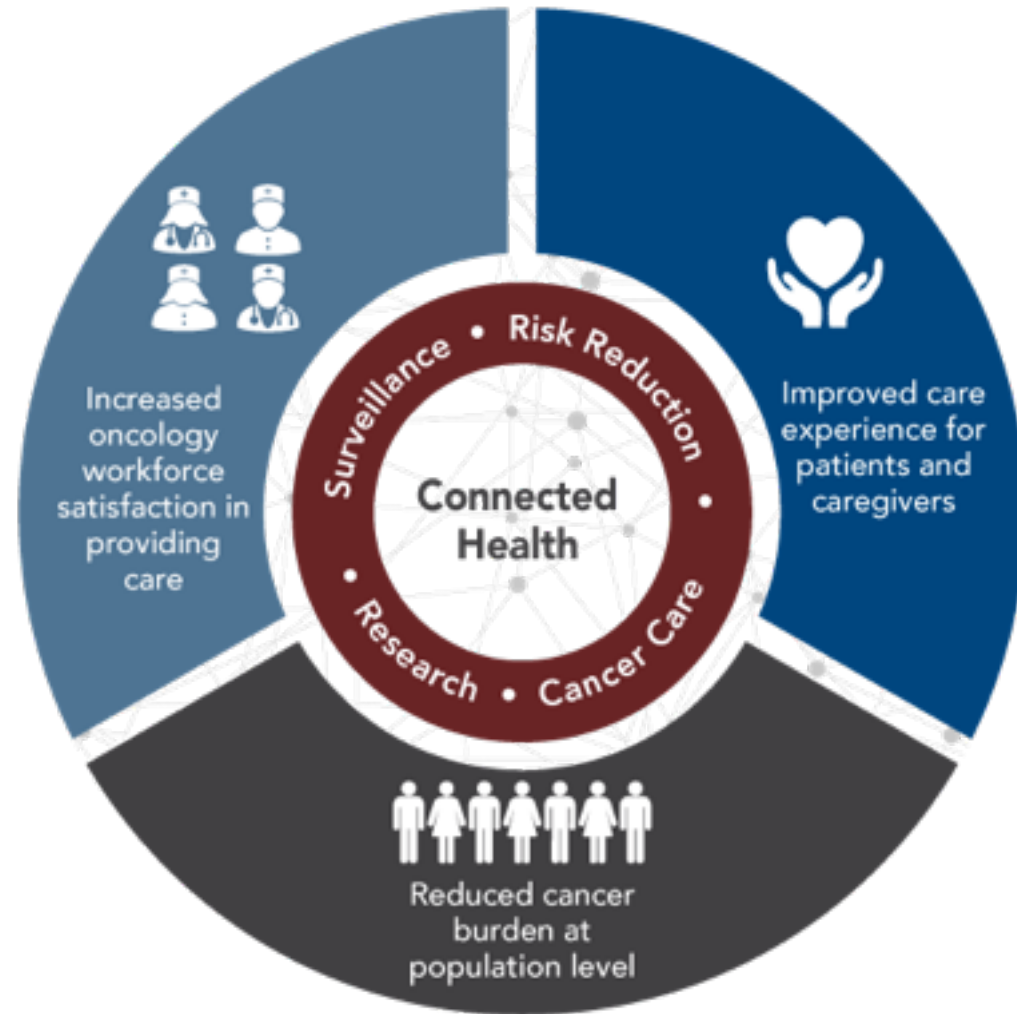 Increased
oncology
workforce
satisfaction in
providing
care
Improved care
experience for
patients and
caregivers
Surveillance • Risk Reduction •
Cancer Care • Research •
Connected
Health
Reduced cancer
burden at
population level